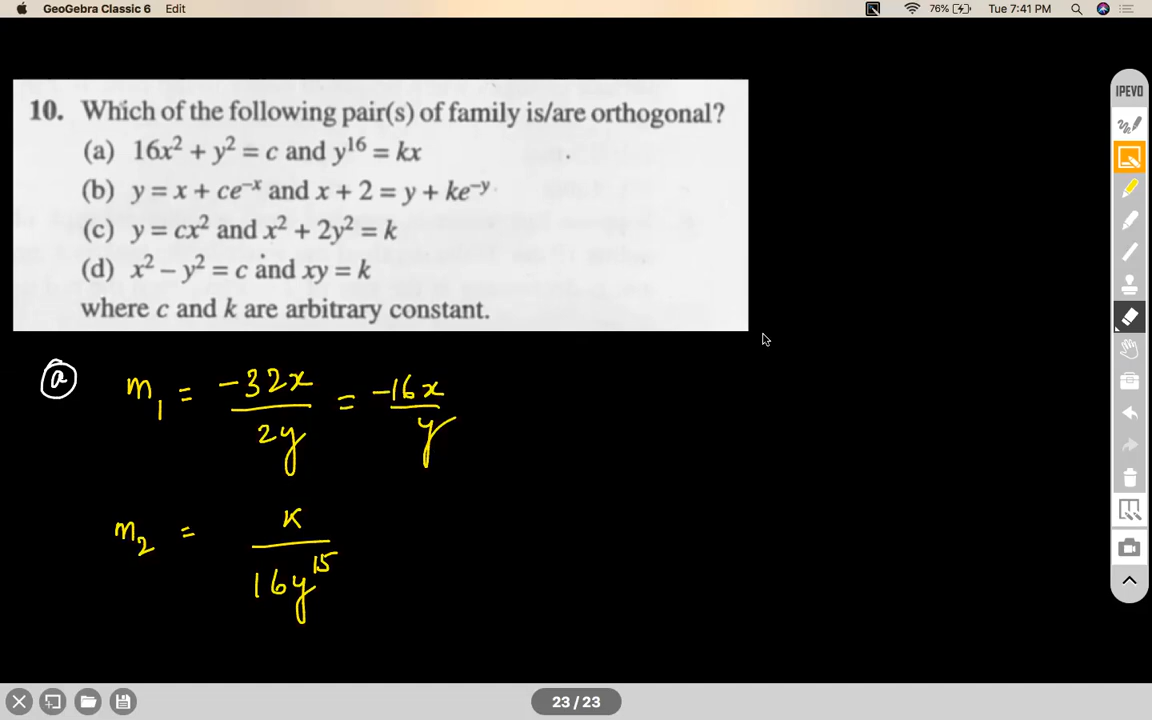 GeoGebra Classic 6 Edit 76% Tue 7:41 PM
IPEVO
10. Which of the following pair(s) of family is/are orthogonal?
(a) 16x² + y² = c and y¹⁶ = kx
(b) y = x + ce⁻ˣ and x + 2 = y + ke⁻ʸ
(c) y = cx² and x² + 2y² = k
(d) x² – y² = c and xy = k
where c and k are arbitrary constant.
(a) m₁ = -32x/2y = -16x/y
m₂ = k/16y¹⁵
23 / 23